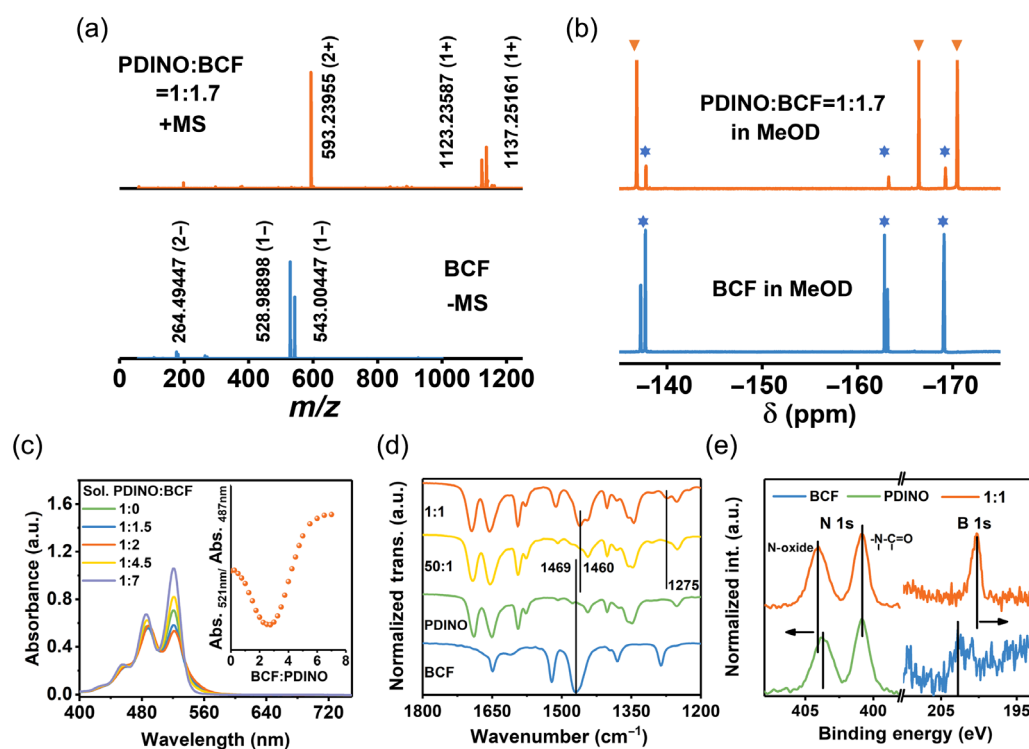 (a)
PDINO:BCF
=1:1.7
+MS
593.23955 (2+)
1123.23587 (1+)
1137.25161 (1+)
264.49447 (2−)
528.98898 (1−)
543.00447 (1−)
BCF
-MS
0 200 400 600 800 1000 1200
m/z
(b)
PDINO:BCF=1:1.7
in MeOD
BCF in MeOD
−140 −150 −160 −170
δ (ppm)
(c)
Absorbance (a.u.)
1.6
1.2
0.8
0.4
0.0
Sol. PDINO:BCF
1:0
1:1.5
1:2
1:4.5
1:7
Abs. 521nm/ Abs. 487nm
0 2 4 6 8
BCF:PDINO
400 480 560 640 720
Wavelength (nm)
(d)
Normalized trans. (a.u.)
1:1
50:1
PDINO
BCF
1469
1460
1275
1800 1650 1500 1350 1200
Wavenumber (cm⁻¹)
(e)
Normalized int. (a.u.)
BCF PDINO 1:1
N 1s
B 1s
N-oxide
-N-C=O
405 400 205 195
Binding energy (eV)